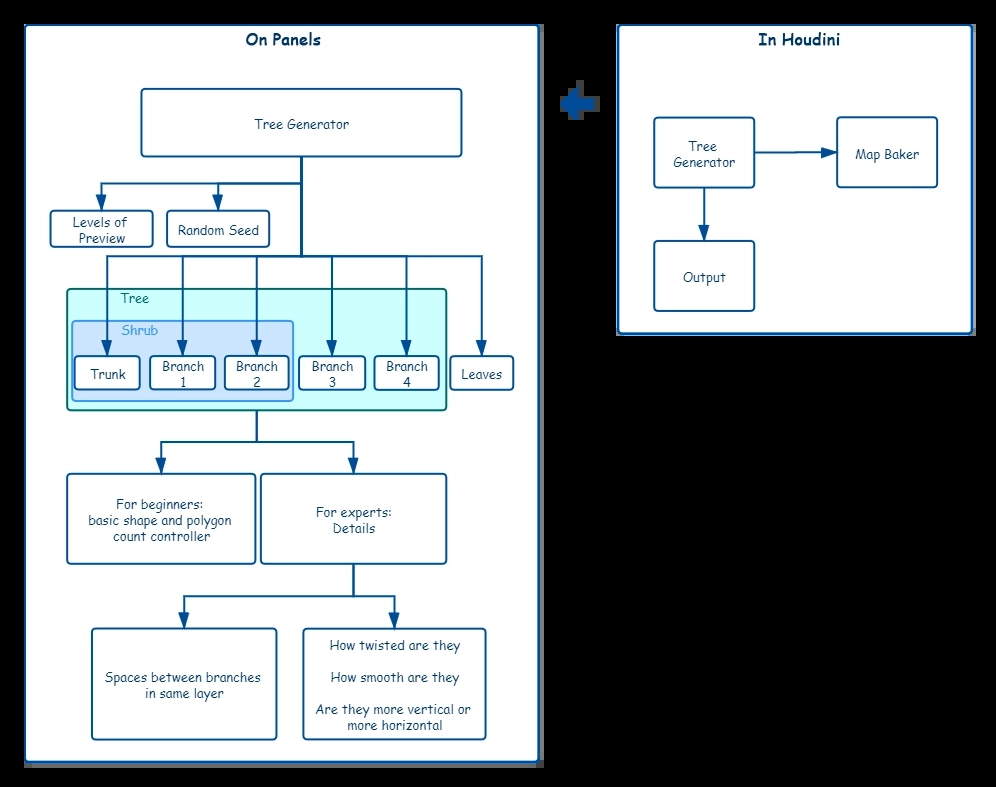 On Panels
Tree Generator
Levels of
Preview
Random Seed
Tree
Shrub
Trunk
Branch
1
Branch
2
Branch
3
Branch
4
Leaves
For beginners:
basic shape and polygon
count controller
For experts:
Details
Spaces between branches
in same layer
How twisted are they
How smooth are they
Are they more vertical or
more horizontal
In Houdini
Tree
Generator
Map Baker
Output